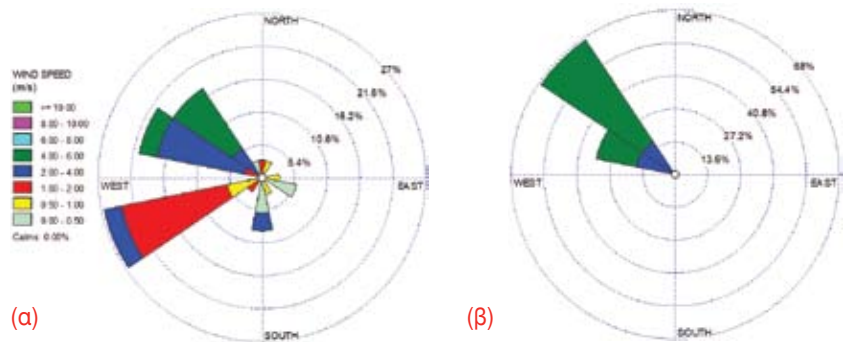 NORTH
27%
21.6%
16.2%
10.8%
5.4%
WEST
EAST
SOUTH
WIND SPEED
(m/s)
>= 10.00
8.00 - 10.00
6.00 - 8.00
4.00 - 6.00
2.00 - 4.00
1.00 - 2.00
0.50 - 1.00
0.00 - 0.50
Calms: 0.00%
(α)
NORTH
68%
54.4%
40.8%
27.2%
13.6%
WEST
EAST
SOUTH
(β)